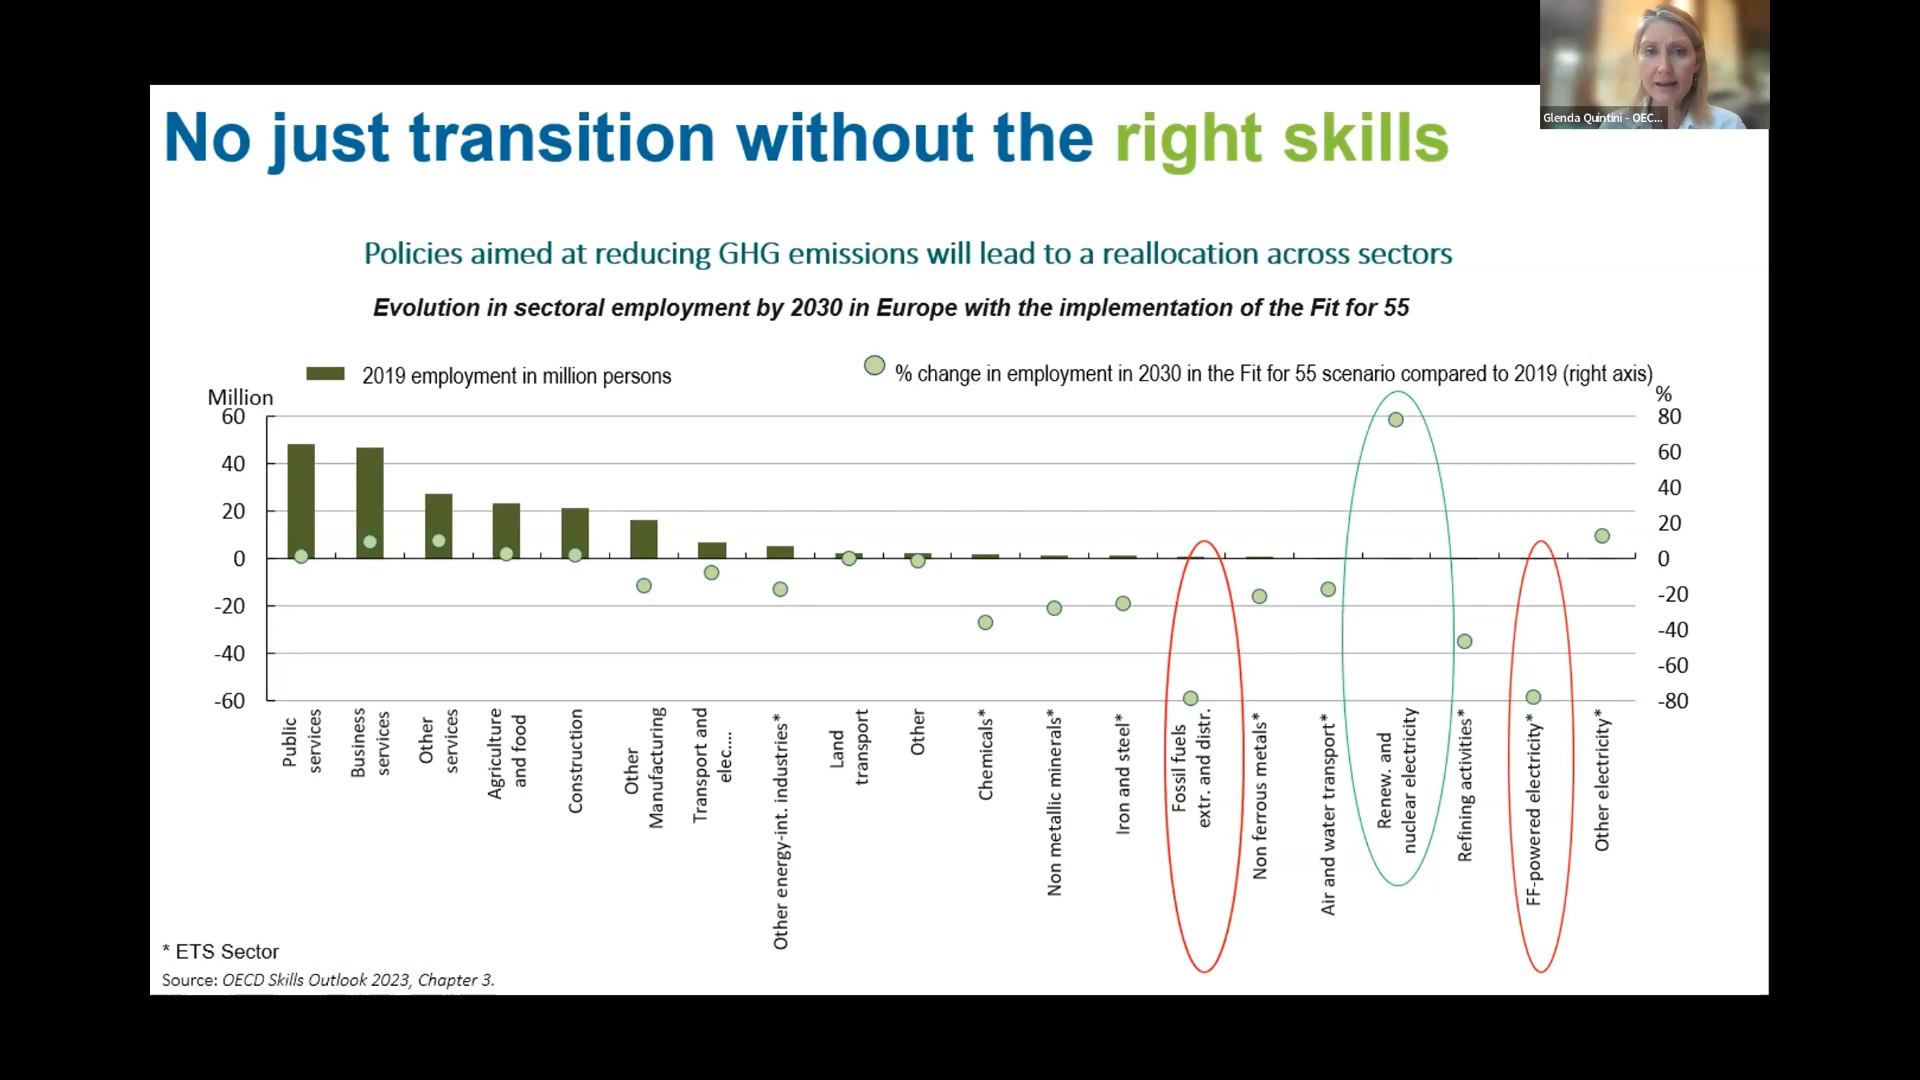 Glenda Quintini - OEC...
No just transition without the right skills
Policies aimed at reducing GHG emissions will lead to a reallocation across sectors
Evolution in sectoral employment by 2030 in Europe with the implementation of the Fit for 55
2019 employment in million persons
% change in employment in 2030 in the Fit for 55 scenario compared to 2019 (right axis)
Million
%
60
40
20
0
-20
-40
-60
80
60
40
20
0
-20
-40
-60
-80
Public
services
Business
services
Other
services
Agriculture
and food
Construction
Other
Manufacturing
Transport and
elec....
Other energy-int. industries*
Land
transport
Other
Chemicals*
Non metallic minerals*
Iron and steel*
Fossil fuels
extr. and distr.
Non ferrous metals*
Air and water transport*
Renew. and
nuclear electricity
Refining activities*
FF-powered electricity*
Other electricity*
* ETS Sector
Source: OECD Skills Outlook 2023, Chapter 3.